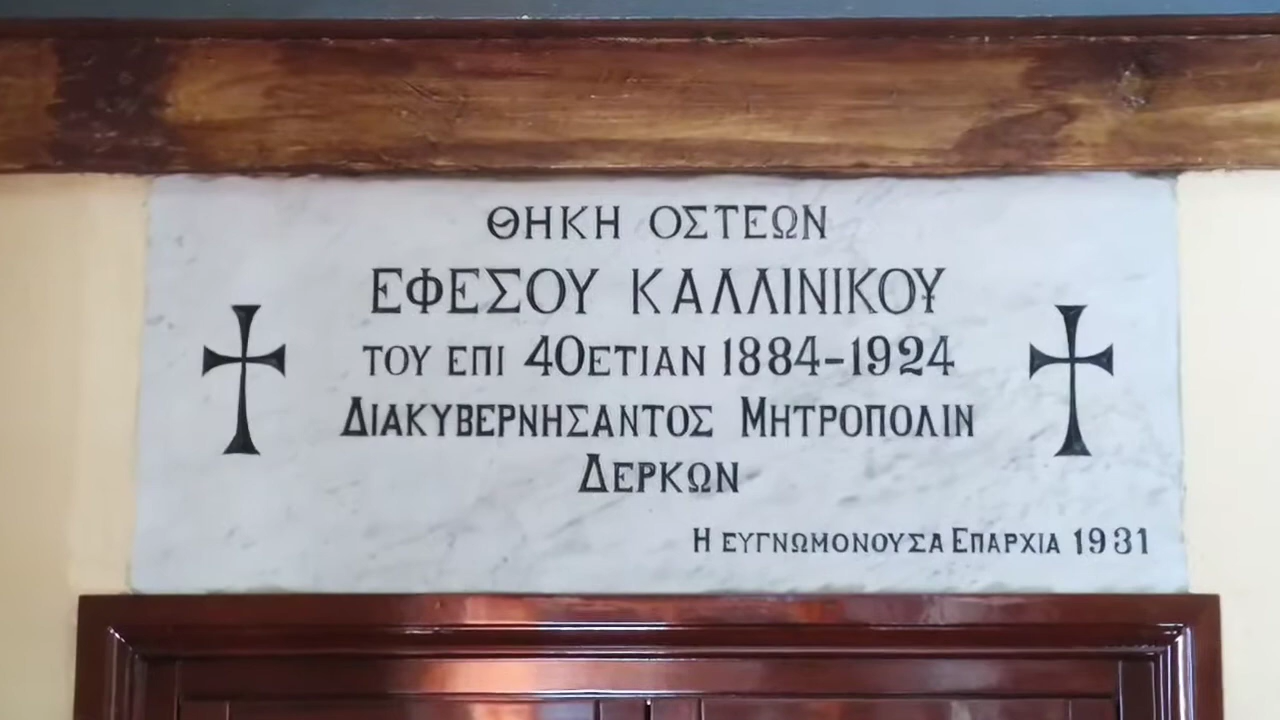 ΘΗΚΗ ΟΣΤΕΩΝ
ΕΦΕΣΟΥ ΚΑΛΛΙΝΙΚΟΥ
ΤΟΥ ΕΠΙ 40ΕΤΙΑΝ 1884-1924
ΔΙΑΚΥΒΕΡΝΗΣΑΝΤΟΣ ΜΗΤΡΟΠΟΛΙΝ
ΔΕΡΚΩΝ
Η ΕΥΓΝΩΜΟΝΟΥΣΑ ΕΠΑΡΧΙΑ 1931